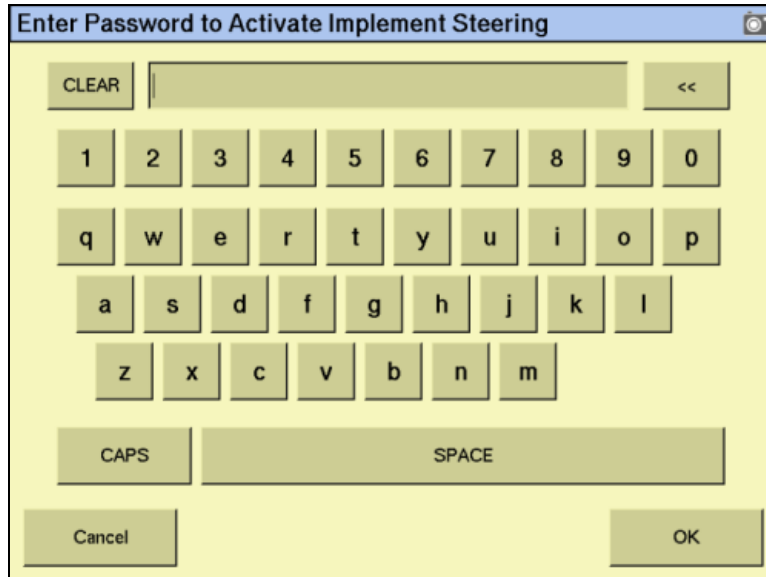 Enter Password to Activate Implement Steering
CLEAR <<
1 2 3 4 5 6 7 8 9 0
q w e r t y u i o p
a s d f g h j k l
z x c v b n m
CAPS SPACE
Cancel OK